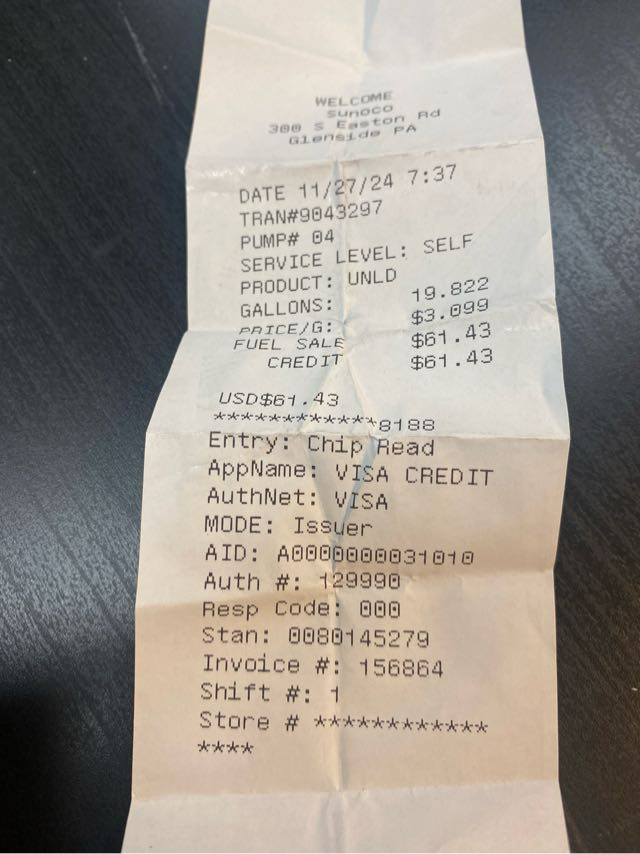 WELCOME
Sunoco
300 S Easton Rd
Glenside PA
DATE 11/27/24 7:37
TRAN#9043297
PUMP# 04
SERVICE LEVEL: SELF
PRODUCT: UNLD
GALLONS: 19.822
PRICE/G: $3.099
FUEL SALE $61.43
CREDIT $61.43
USD$61.43
************8188
Entry: Chip Read
AppName: VISA CREDIT
AuthNet: VISA
MODE: Issuer
AID: A0000000031010
Auth #: 129990
Resp Code: 000
Stan: 0080145279
Invoice #: 156864
Shift #: 1
Store # ************
****